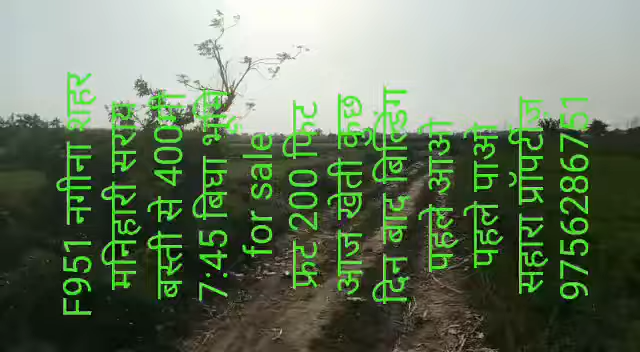 F951 नगीना शहर
मनिहारी सराय
बस्ती से 400मी
7:45 बिघा भूमि
for sale
फ्रंट 200 फिट
आज खेती कुछ
दिन बाद बिल्डिंग
पहले आओ
पहले पाओ
सहारा प्रॉपर्टीज
9756286751